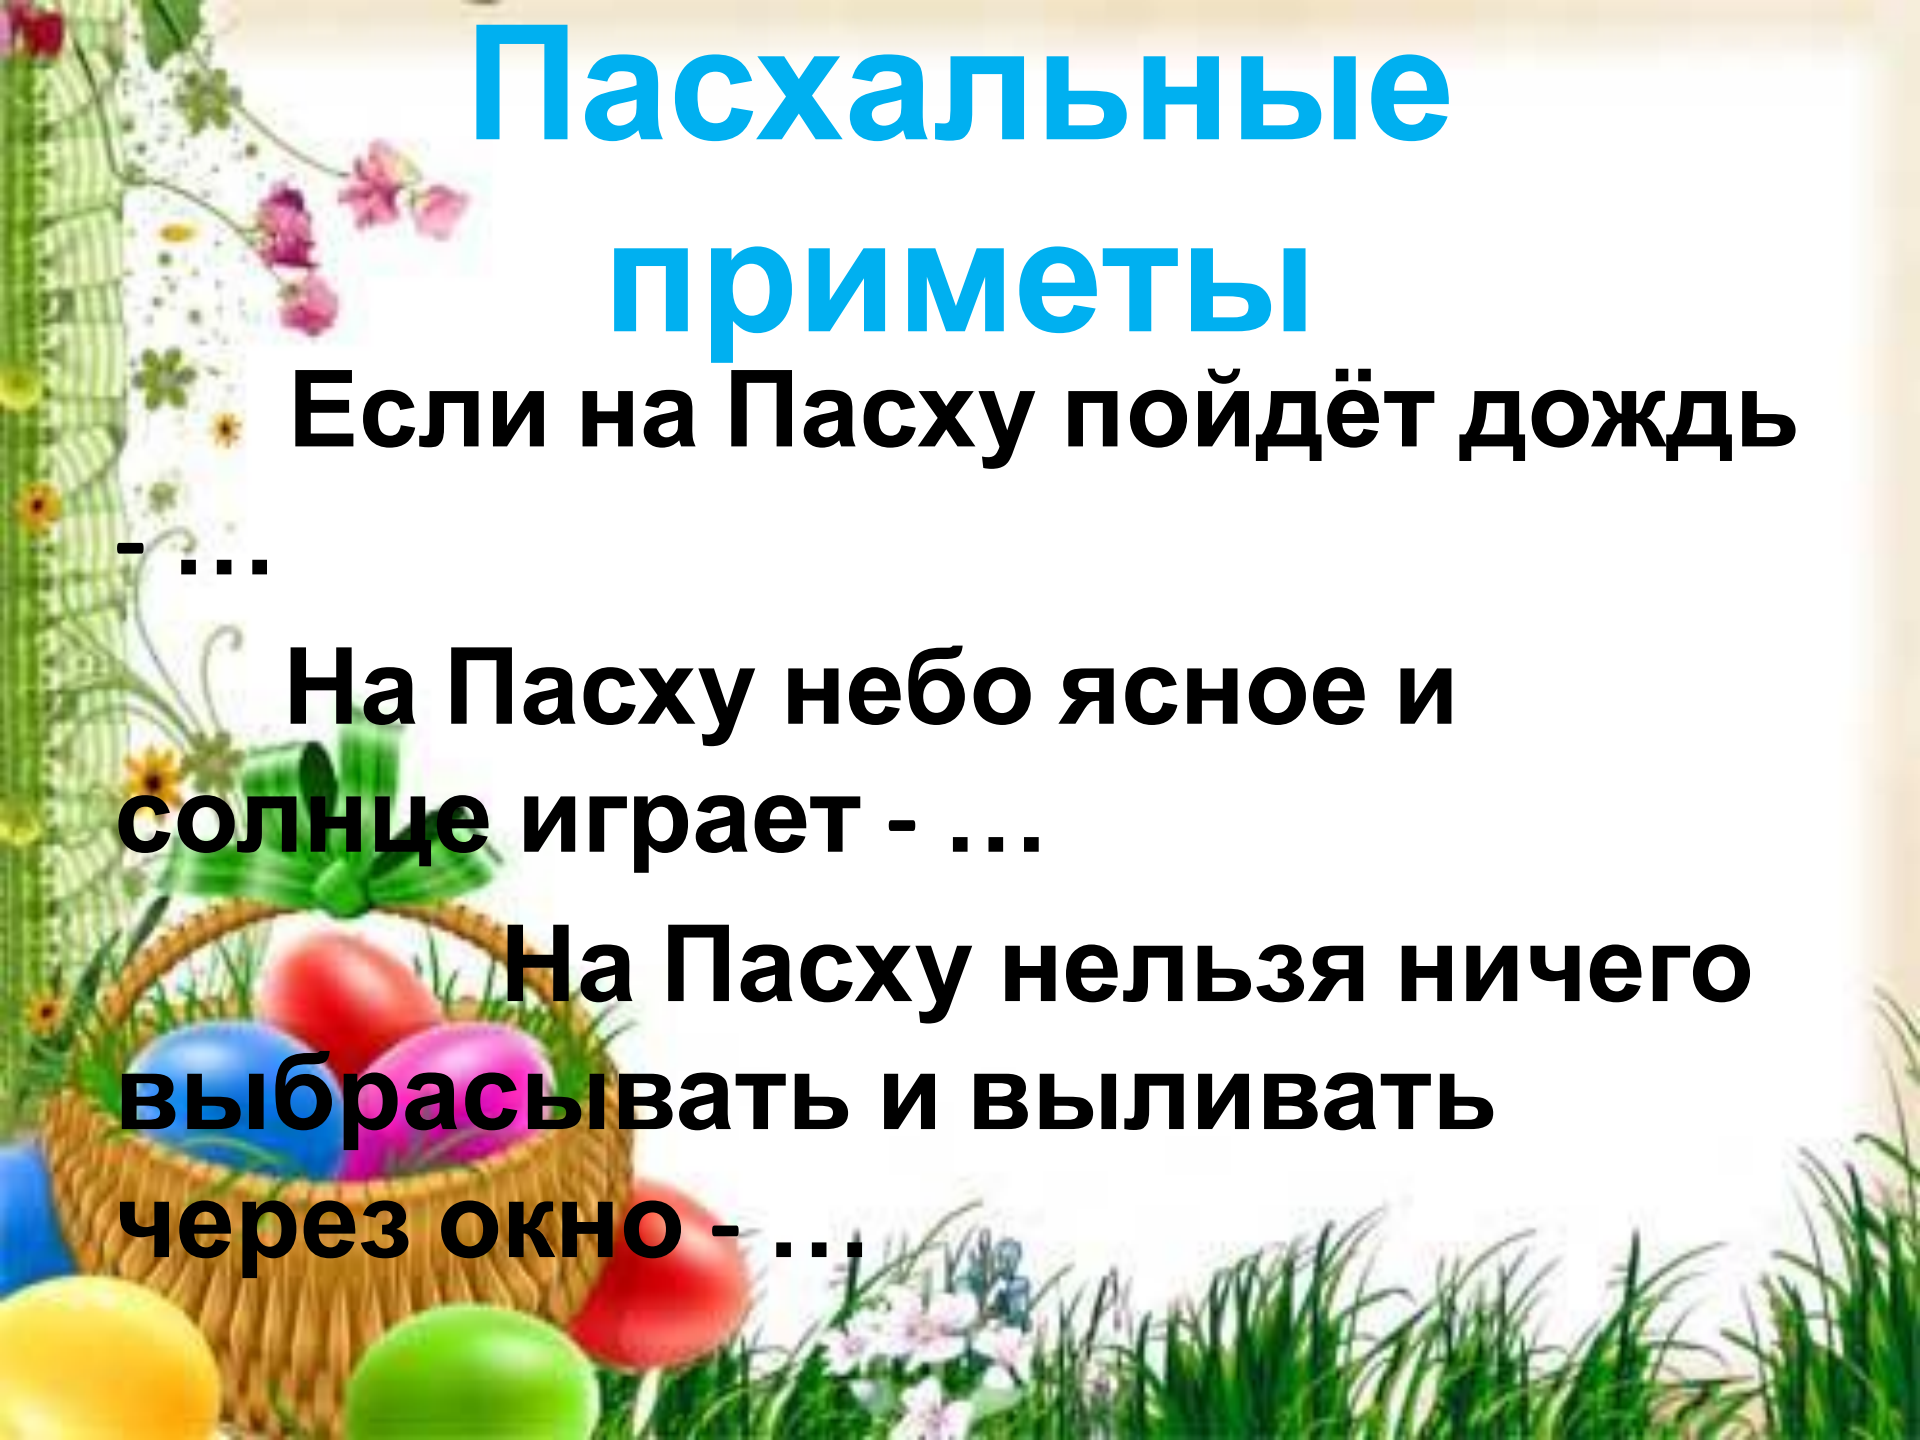 Пасхальные
приметы
Если на Пасху пойдёт дождь
- …
На Пасху небо ясное и
солнце играет - …
На Пасху нельзя ничего
выбрасывать и выливать
через окно - …